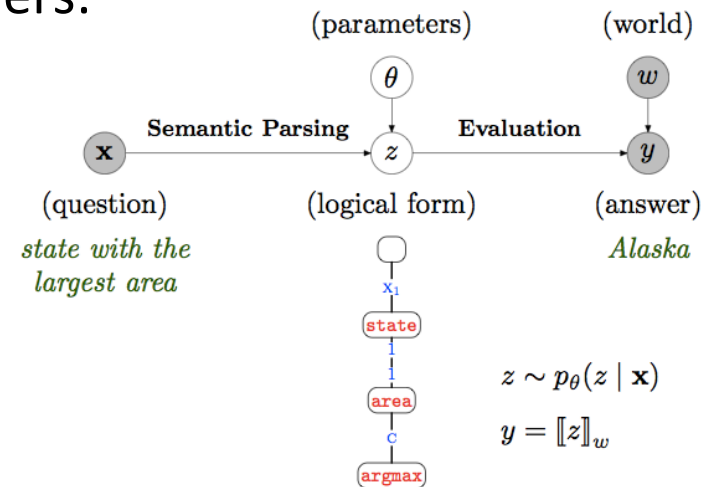 ers.
(parameters) (world)
θ w
Semantic Parsing Evaluation
x z y
(question) (logical form) (answer)
state with the Alaska
largest area
x₁
state
1
1
area
z ∼ pθ(z | x)
c
y = ⟦z⟧w
argmax